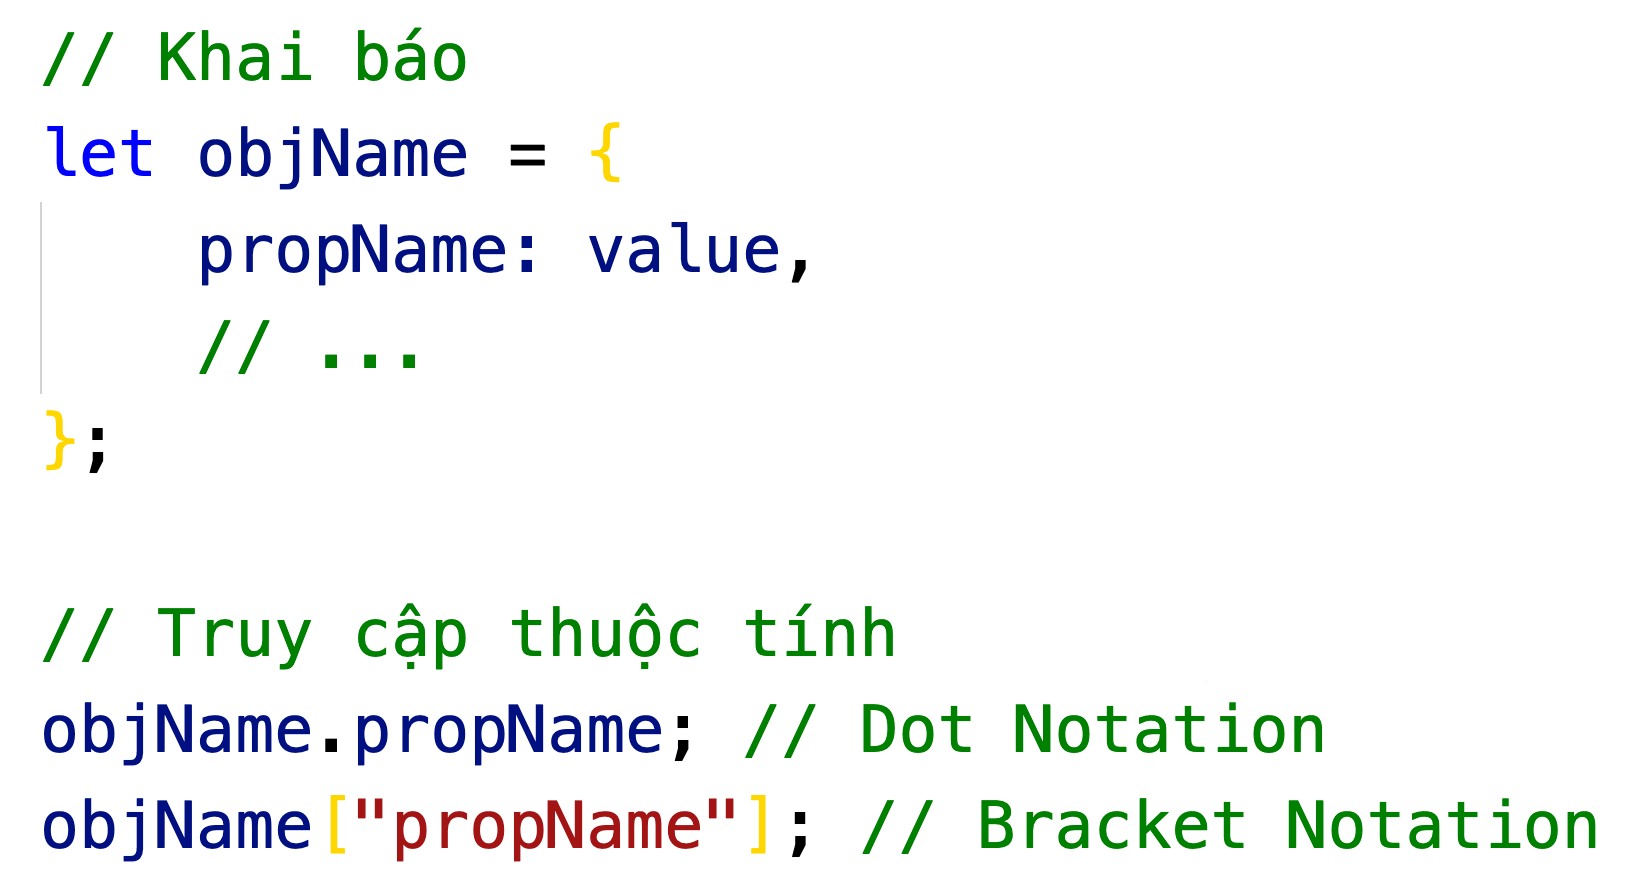 // Khai báo
let objName = {
    propName: value,
    // ...
};
// Truy cập thuộc tính
objName.propName; // Dot Notation
objName["propName"]; // Bracket Notation